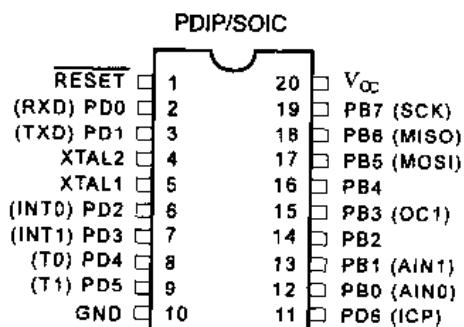 PDIP/SOIC
RESET 1 20 Vcc
(RXD) PD0 2 19 PB7 (SCK)
(TXD) PD1 3 18 PB6 (MISO)
XTAL2 4 17 PB5 (MOSI)
XTAL1 5 16 PB4
(INT0) PD2 6 15 PB3 (OC1)
(INT1) PD3 7 14 PB2
(T0) PD4 8 13 PB1 (AIN1)
(T1) PD5 9 12 PB0 (AIN0)
GND 10 11 PD6 (ICP)